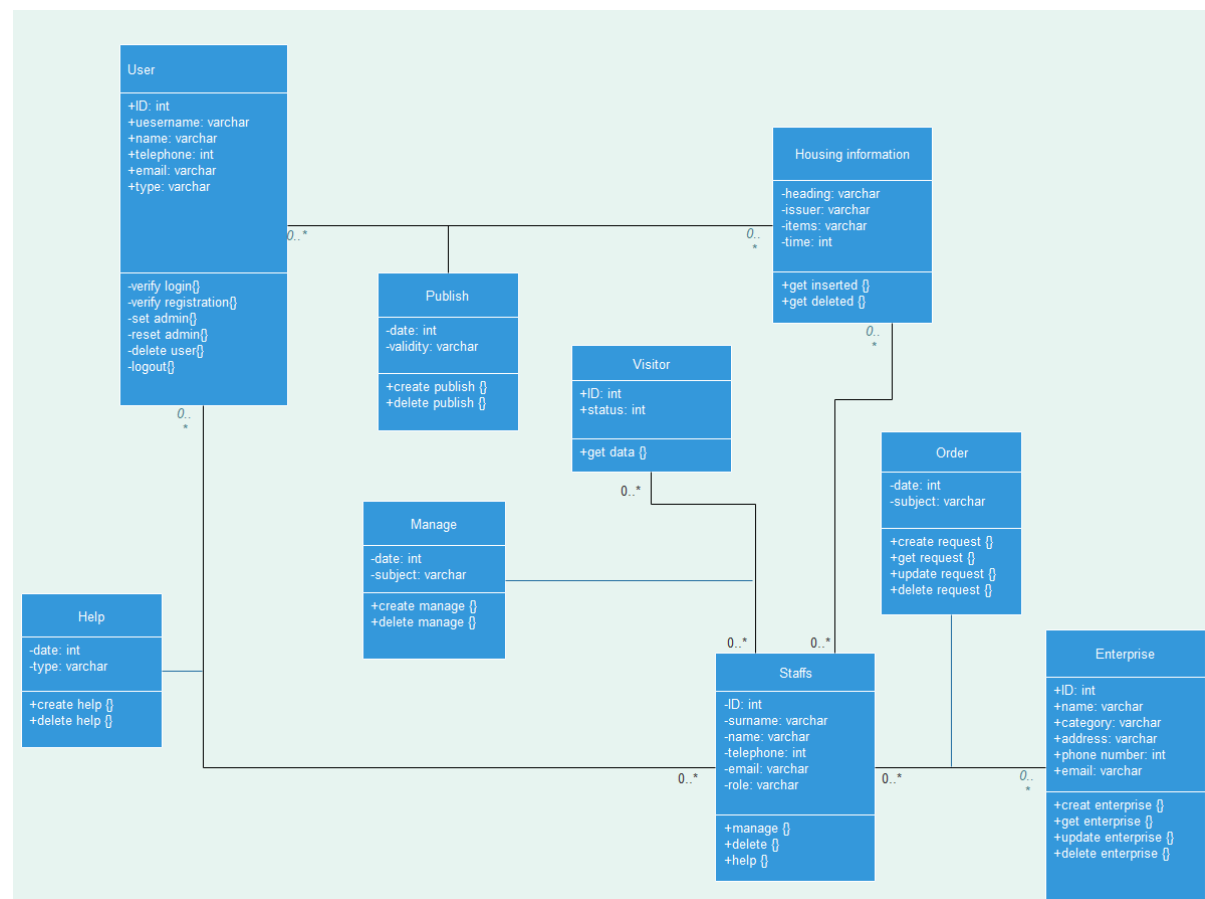 User
+ID: int
+uesername: varchar
+name: varchar
+telephone: int
+email: varchar
+type: varchar
-verify login{}
-verify registration{}
-set admin{}
-reset admin{}
-delete user{}
-logout{}
0..*
0..
*
0..
*
Housing information
-heading: varchar
-issuer: varchar
-items: varchar
-time: int
+get inserted {}
+get deleted {}
0..
*
Publish
-date: int
-validity: varchar
+create publish {}
+delete publish {}
Visitor
+ID: int
+status: int
+get data {}
0..*
Order
-date: int
-subject: varchar
+create request {}
+get request {}
+update request {}
+delete request {}
Manage
-date: int
-subject: varchar
+create manage {}
+delete manage {}
Help
-date: int
-type: varchar
+create help {}
+delete help {}
0..*
0..*
Staffs
-ID: int
-surname: varchar
-name: varchar
-telephone: int
-email: varchar
-role: varchar
+manage {}
+delete {}
+help {}
0..*
0..*
0..
*
Enterprise
+ID: int
+name: varchar
+category: varchar
+address: varchar
+phone number: int
+email: varchar
+creat enterprise {}
+get enterprise {}
+update enterprise {}
+delete enterprise {}